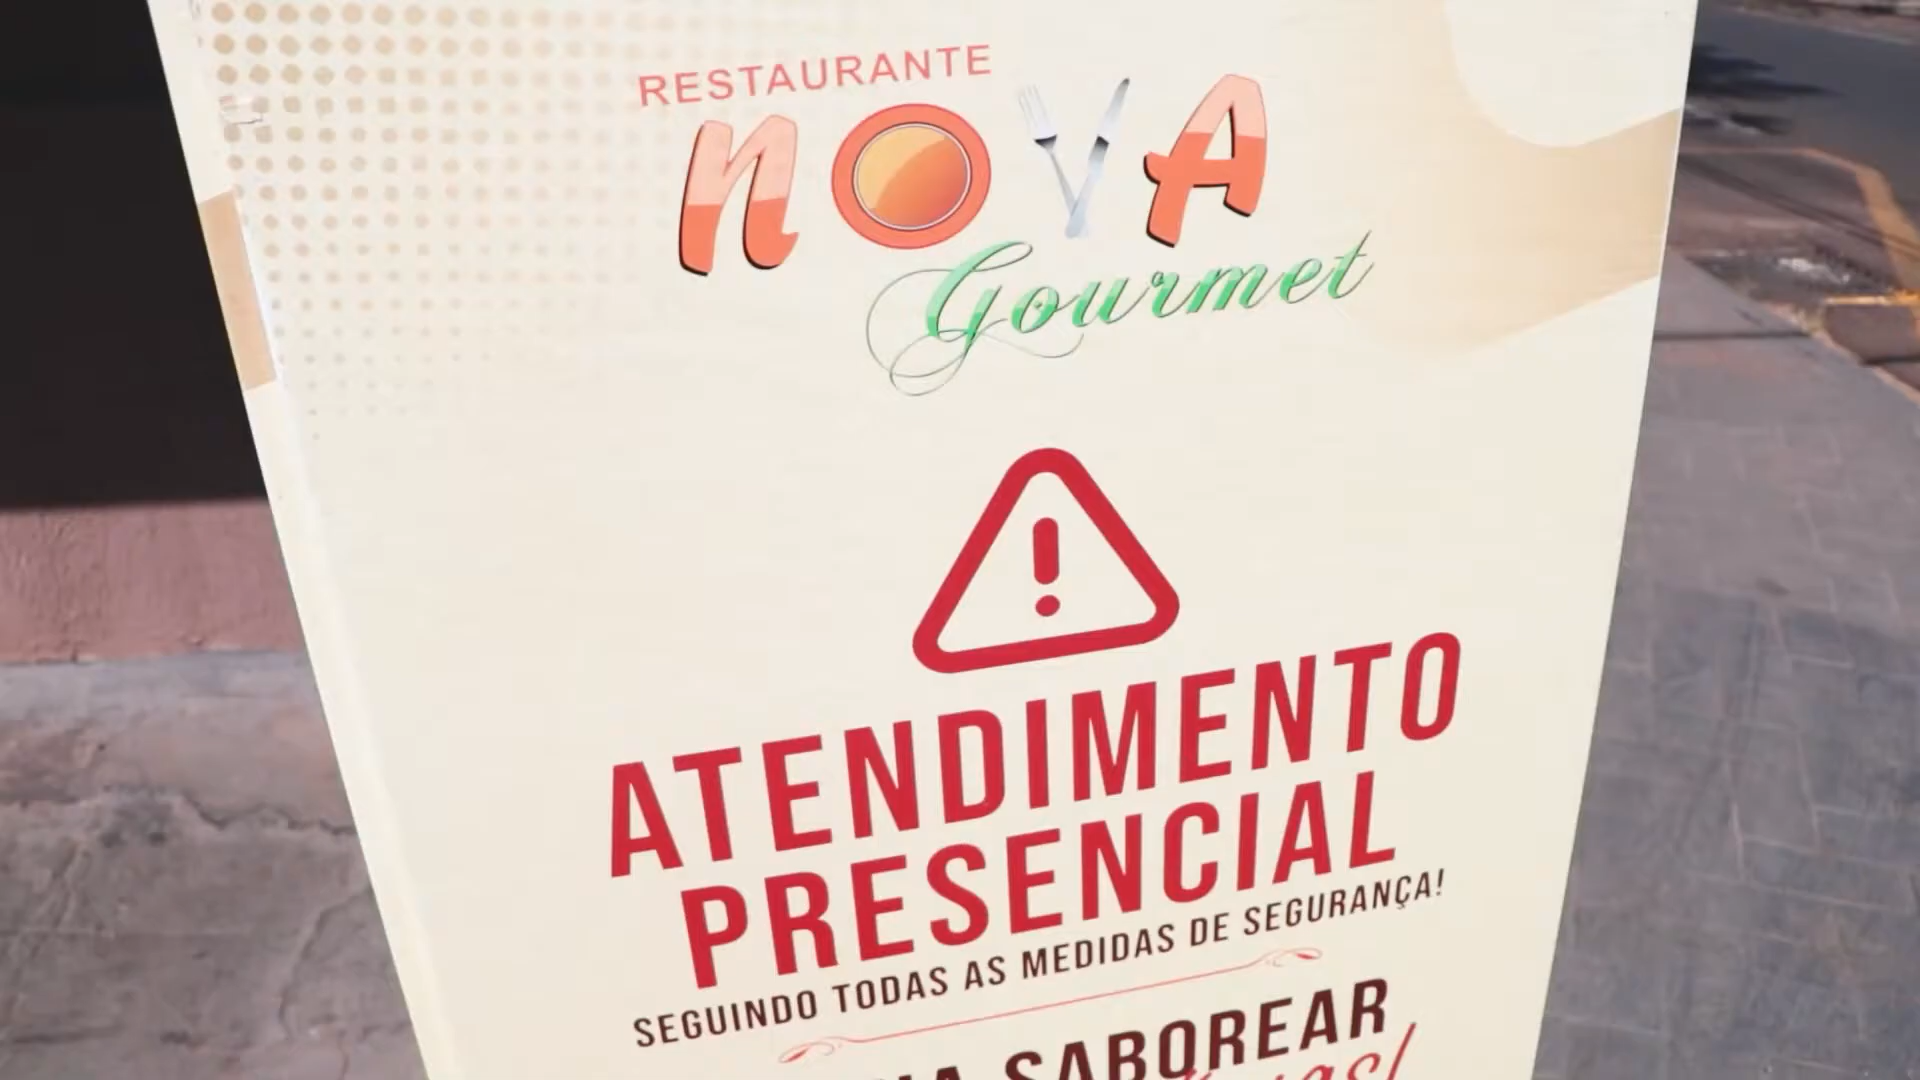 RESTAURANTE
NOVA
Gourmet
ATENDIMENTO
PRESENCIAL
SEGUINDO TODAS AS MEDIDAS DE SEGURANÇA!
SABOREAR